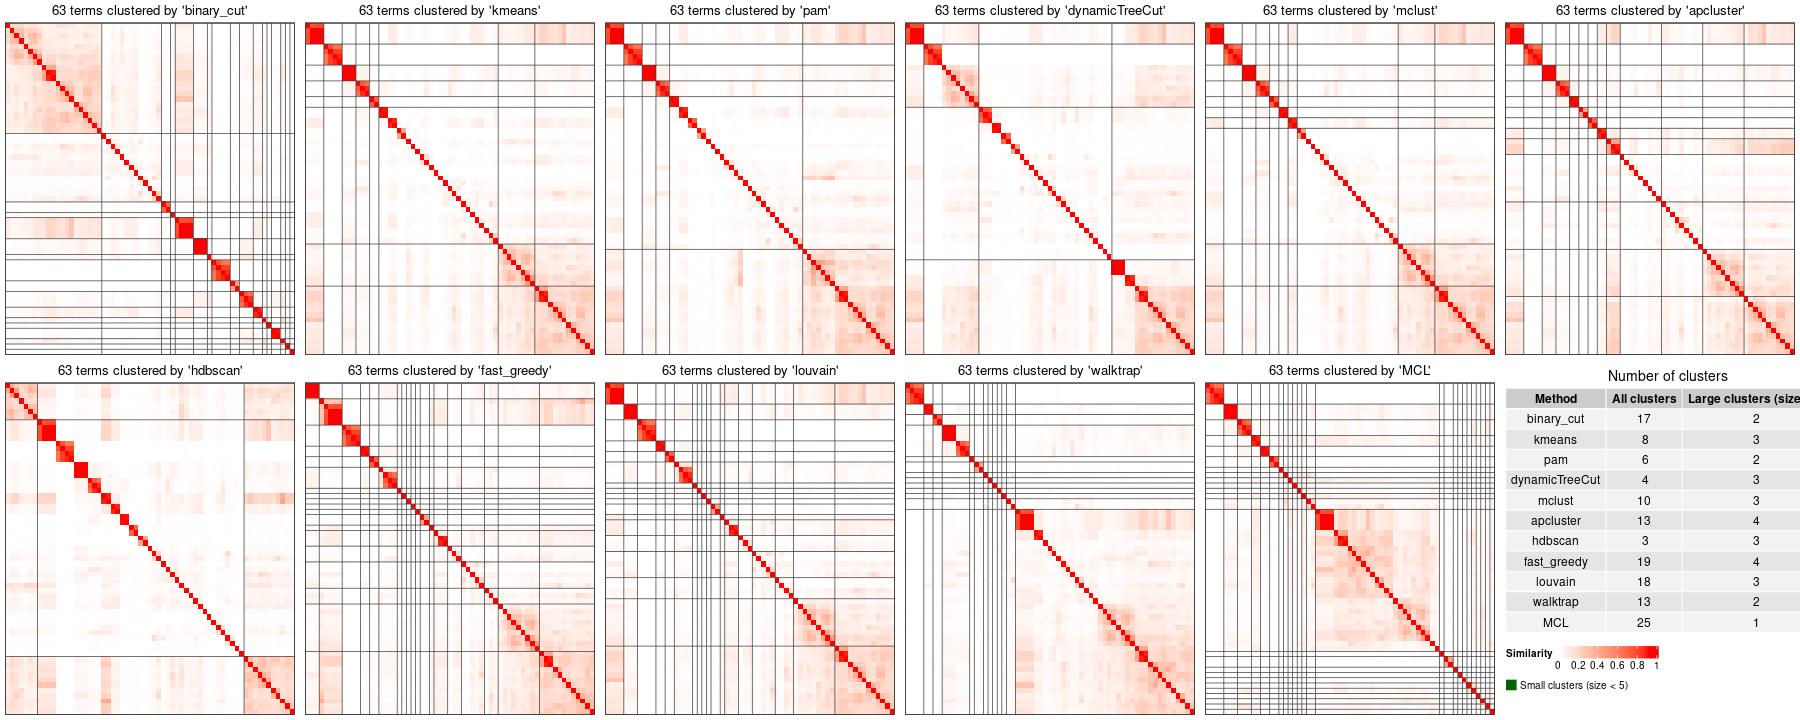 63 terms clustered by 'binary_cut'
63 terms clustered by 'kmeans'
63 terms clustered by 'pam'
63 terms clustered by 'dynamicTreeCut'
63 terms clustered by 'mclust'
63 terms clustered by 'apcluster'
63 terms clustered by 'hdbscan'
63 terms clustered by 'fast_greedy'
63 terms clustered by 'louvain'
63 terms clustered by 'walktrap'
63 terms clustered by 'MCL'
Number of clusters
Method All clusters Large clusters (size
binary_cut 17 2
kmeans 8 3
pam 6 2
dynamicTreeCut 4 3
mclust 10 3
apcluster 13 4
hdbscan 3 3
fast_greedy 19 4
louvain 18 3
walktrap 13 2
MCL 25 1
Similarity
0 0.2 0.4 0.6 0.8 1
Small clusters (size < 5)